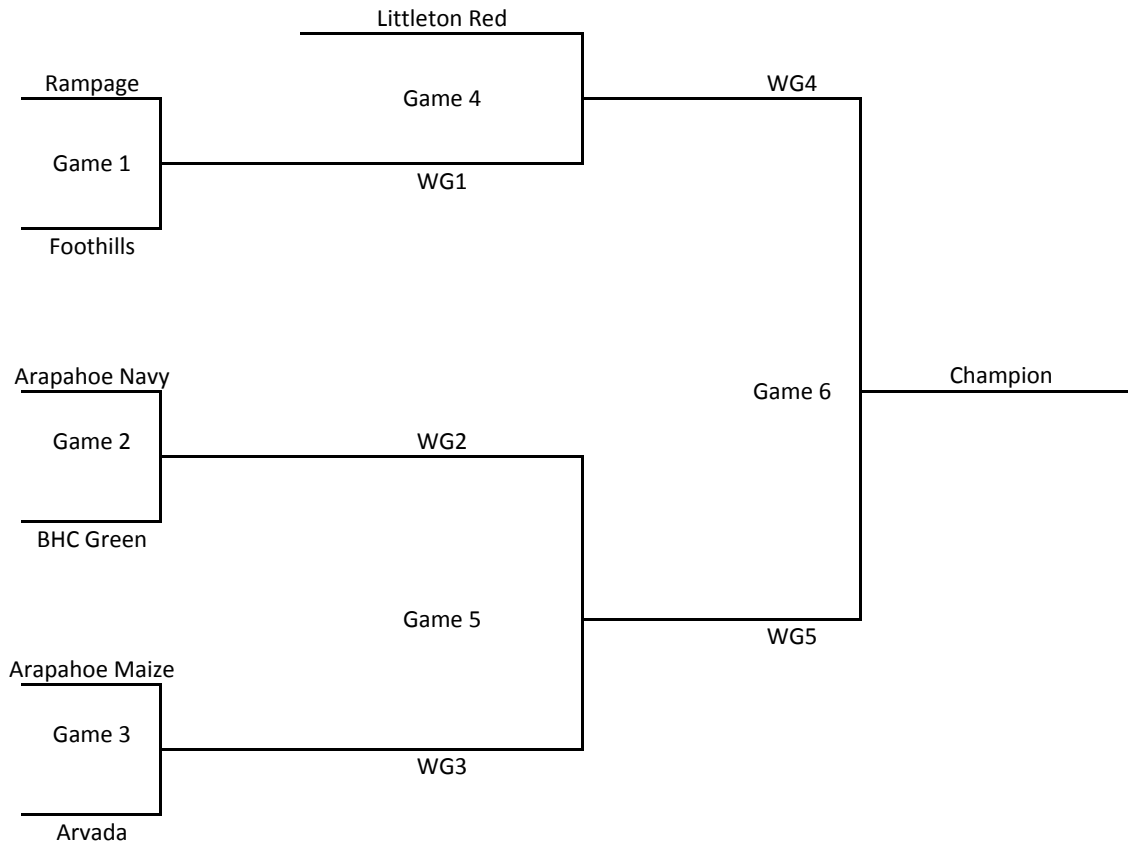 Littleton Red
Rampage
Game 4
WG4
Game 1
WG1
Foothills
Arapahoe Navy
Game 6
Champion
Game 2
WG2
BHC Green
Game 5
WG5
Arapahoe Maize
Game 3
WG3
Arvada